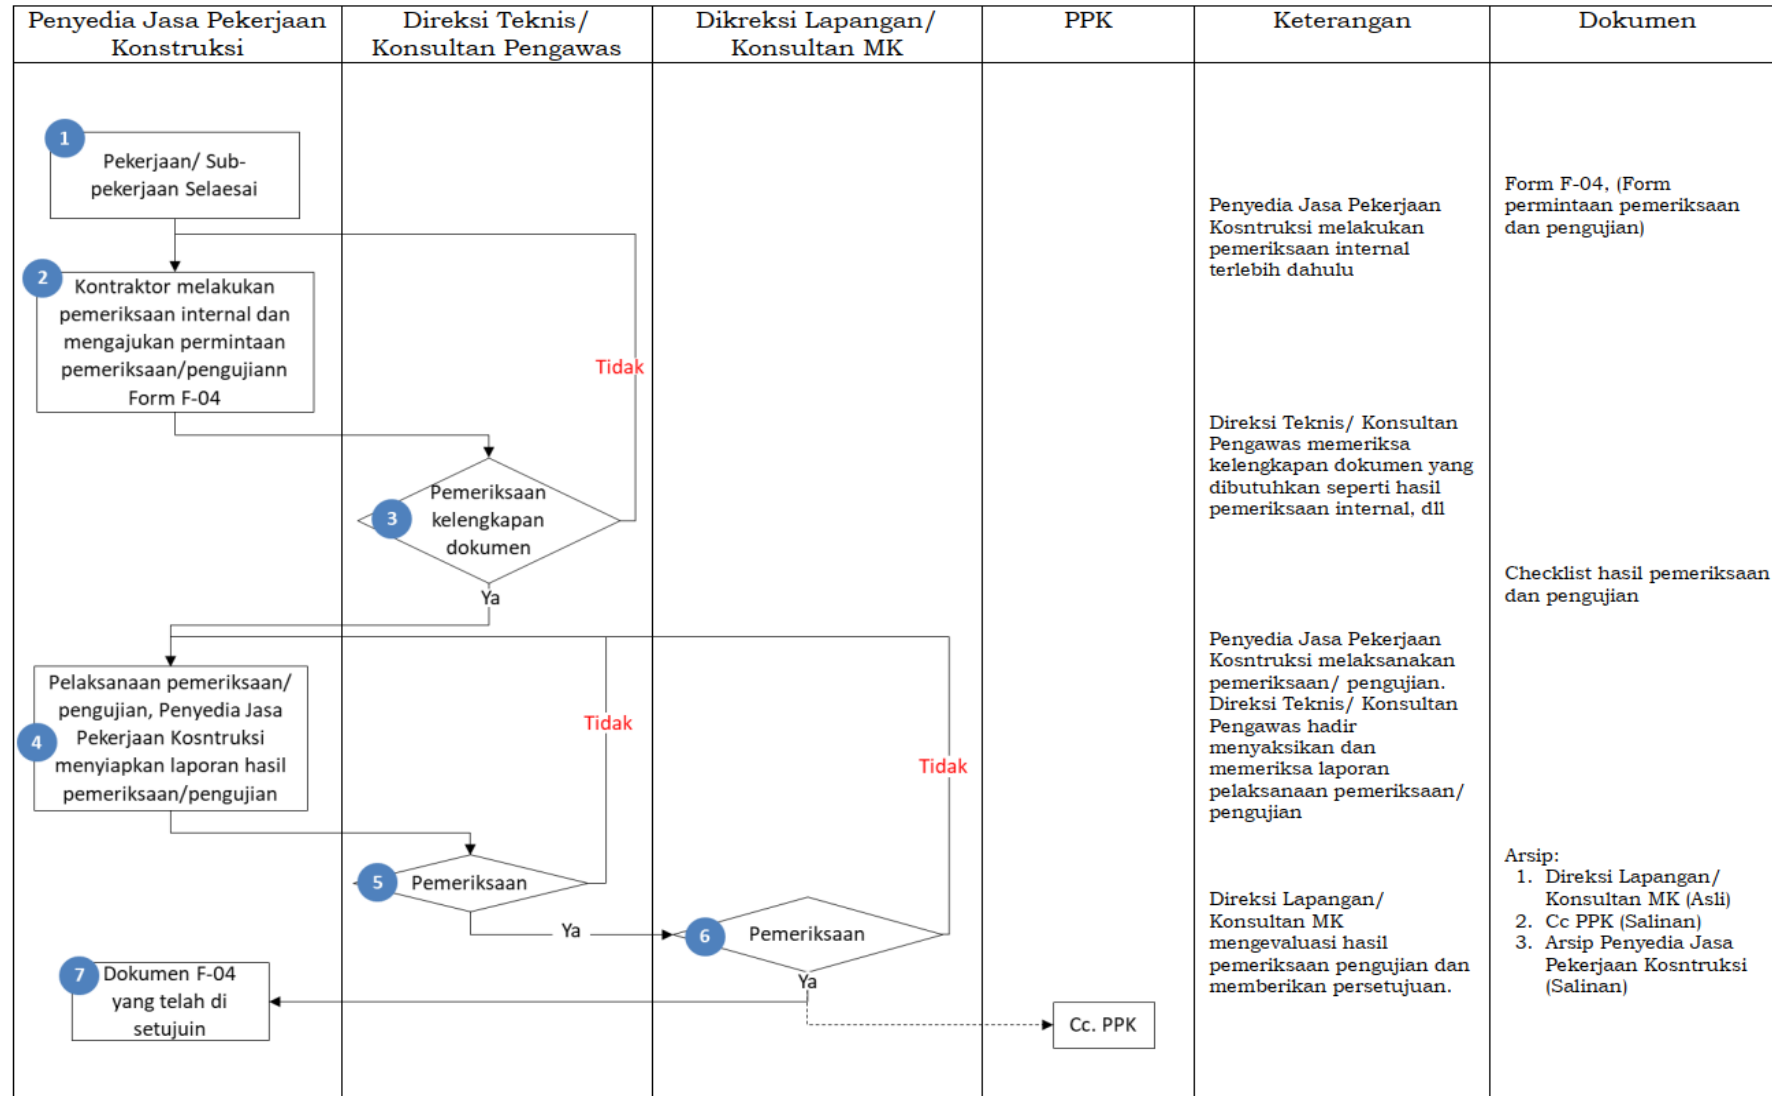 Penyedia Jasa Pekerjaan
Konstruksi
Direksi Teknis/
Konsultan Pengawas
Dikreksi Lapangan/
Konsultan MK
PPK
Keterangan
Dokumen
1
Pekerjaan/ Sub-
pekerjaan Selaesai
2
Kontraktor melakukan
pemeriksaan internal dan
mengajukan permintaan
pemeriksaan/pengujiann
Form F-04
Tidak
3
Pemeriksaan
kelengkapan
dokumen
Ya
4
Pelaksanaan pemeriksaan/
pengujian, Penyedia Jasa
Pekerjaan Kosntruksi
menyiapkan laporan hasil
pemeriksaan/pengujian
Tidak
Tidak
5
Pemeriksaan
Ya
6
Pemeriksaan
Ya
7
Dokumen F-04
yang telah di
setujuin
Cc. PPK
Penyedia Jasa Pekerjaan
Kosntruksi melakukan
pemeriksaan internal
terlebih dahulu
Direksi Teknis/ Konsultan
Pengawas memeriksa
kelengkapan dokumen yang
dibutuhkan seperti hasil
pemeriksaan internal, dll
Penyedia Jasa Pekerjaan
Kosntruksi melaksanakan
pemeriksaan/ pengujian.
Direksi Teknis/ Konsultan
Pengawas hadir
menyaksikan dan
memeriksa laporan
pelaksanaan pemeriksaan/
pengujian
Direksi Lapangan/
Konsultan MK
mengevaluasi hasil
pemeriksaan pengujian dan
memberikan persetujuan.
Form F-04, (Form
permintaan pemeriksaan
dan pengujian)
Checklist hasil pemeriksaan
dan pengujian
Arsip:
1. Direksi Lapangan/
Konsultan MK (Asli)
2. Cc PPK (Salinan)
3. Arsip Penyedia Jasa
Pekerjaan Kosntruksi
(Salinan)